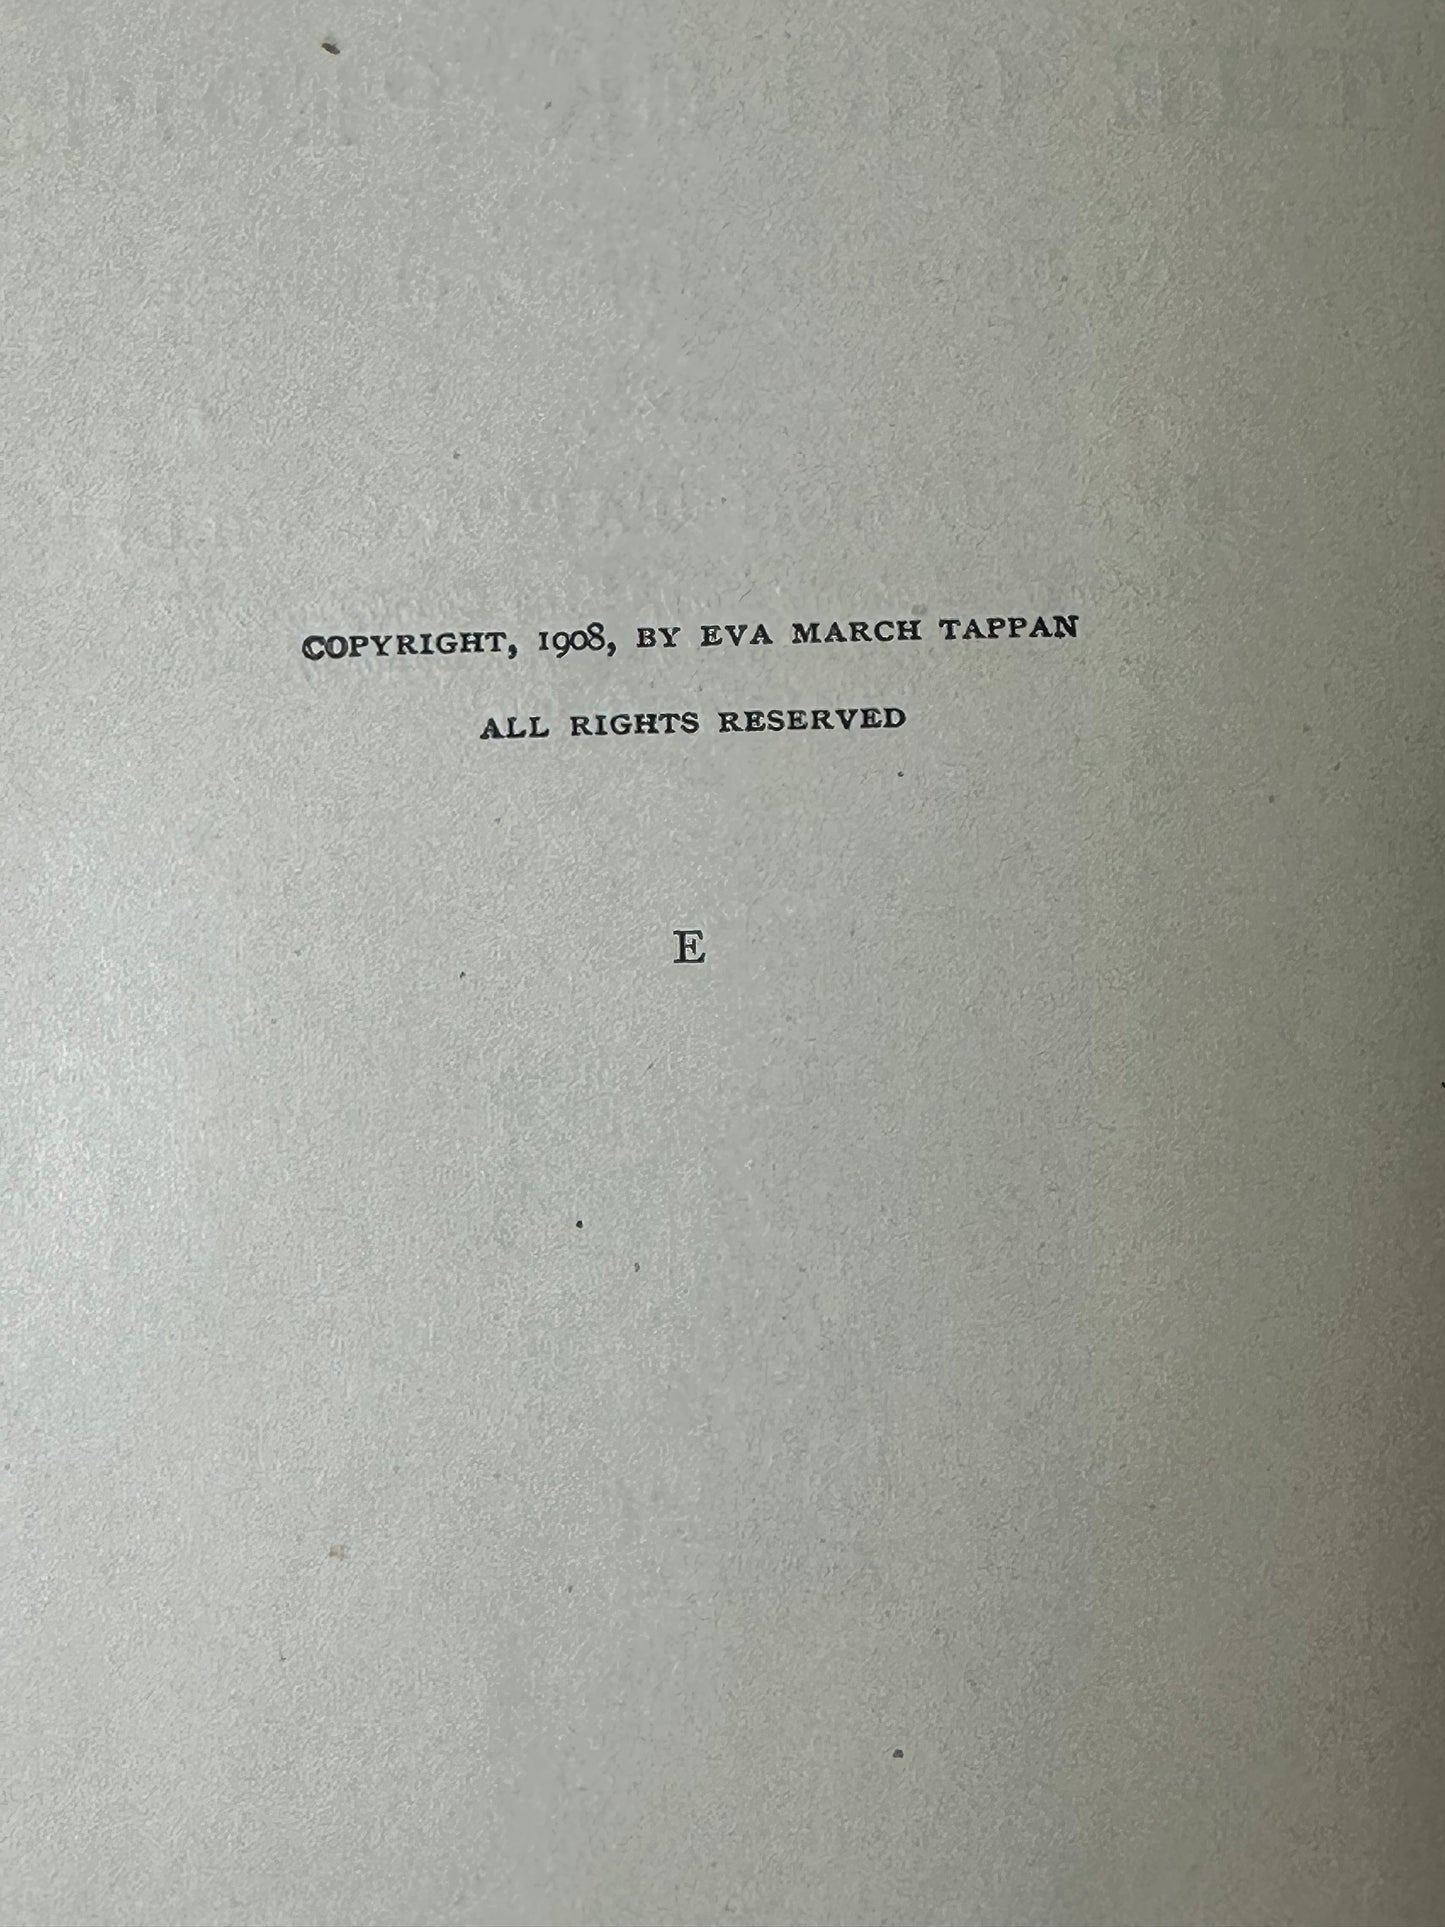 COPYRIGHT, 1908, BY EVA MARCH TAPPAN
ALL RIGHTS RESERVED
E